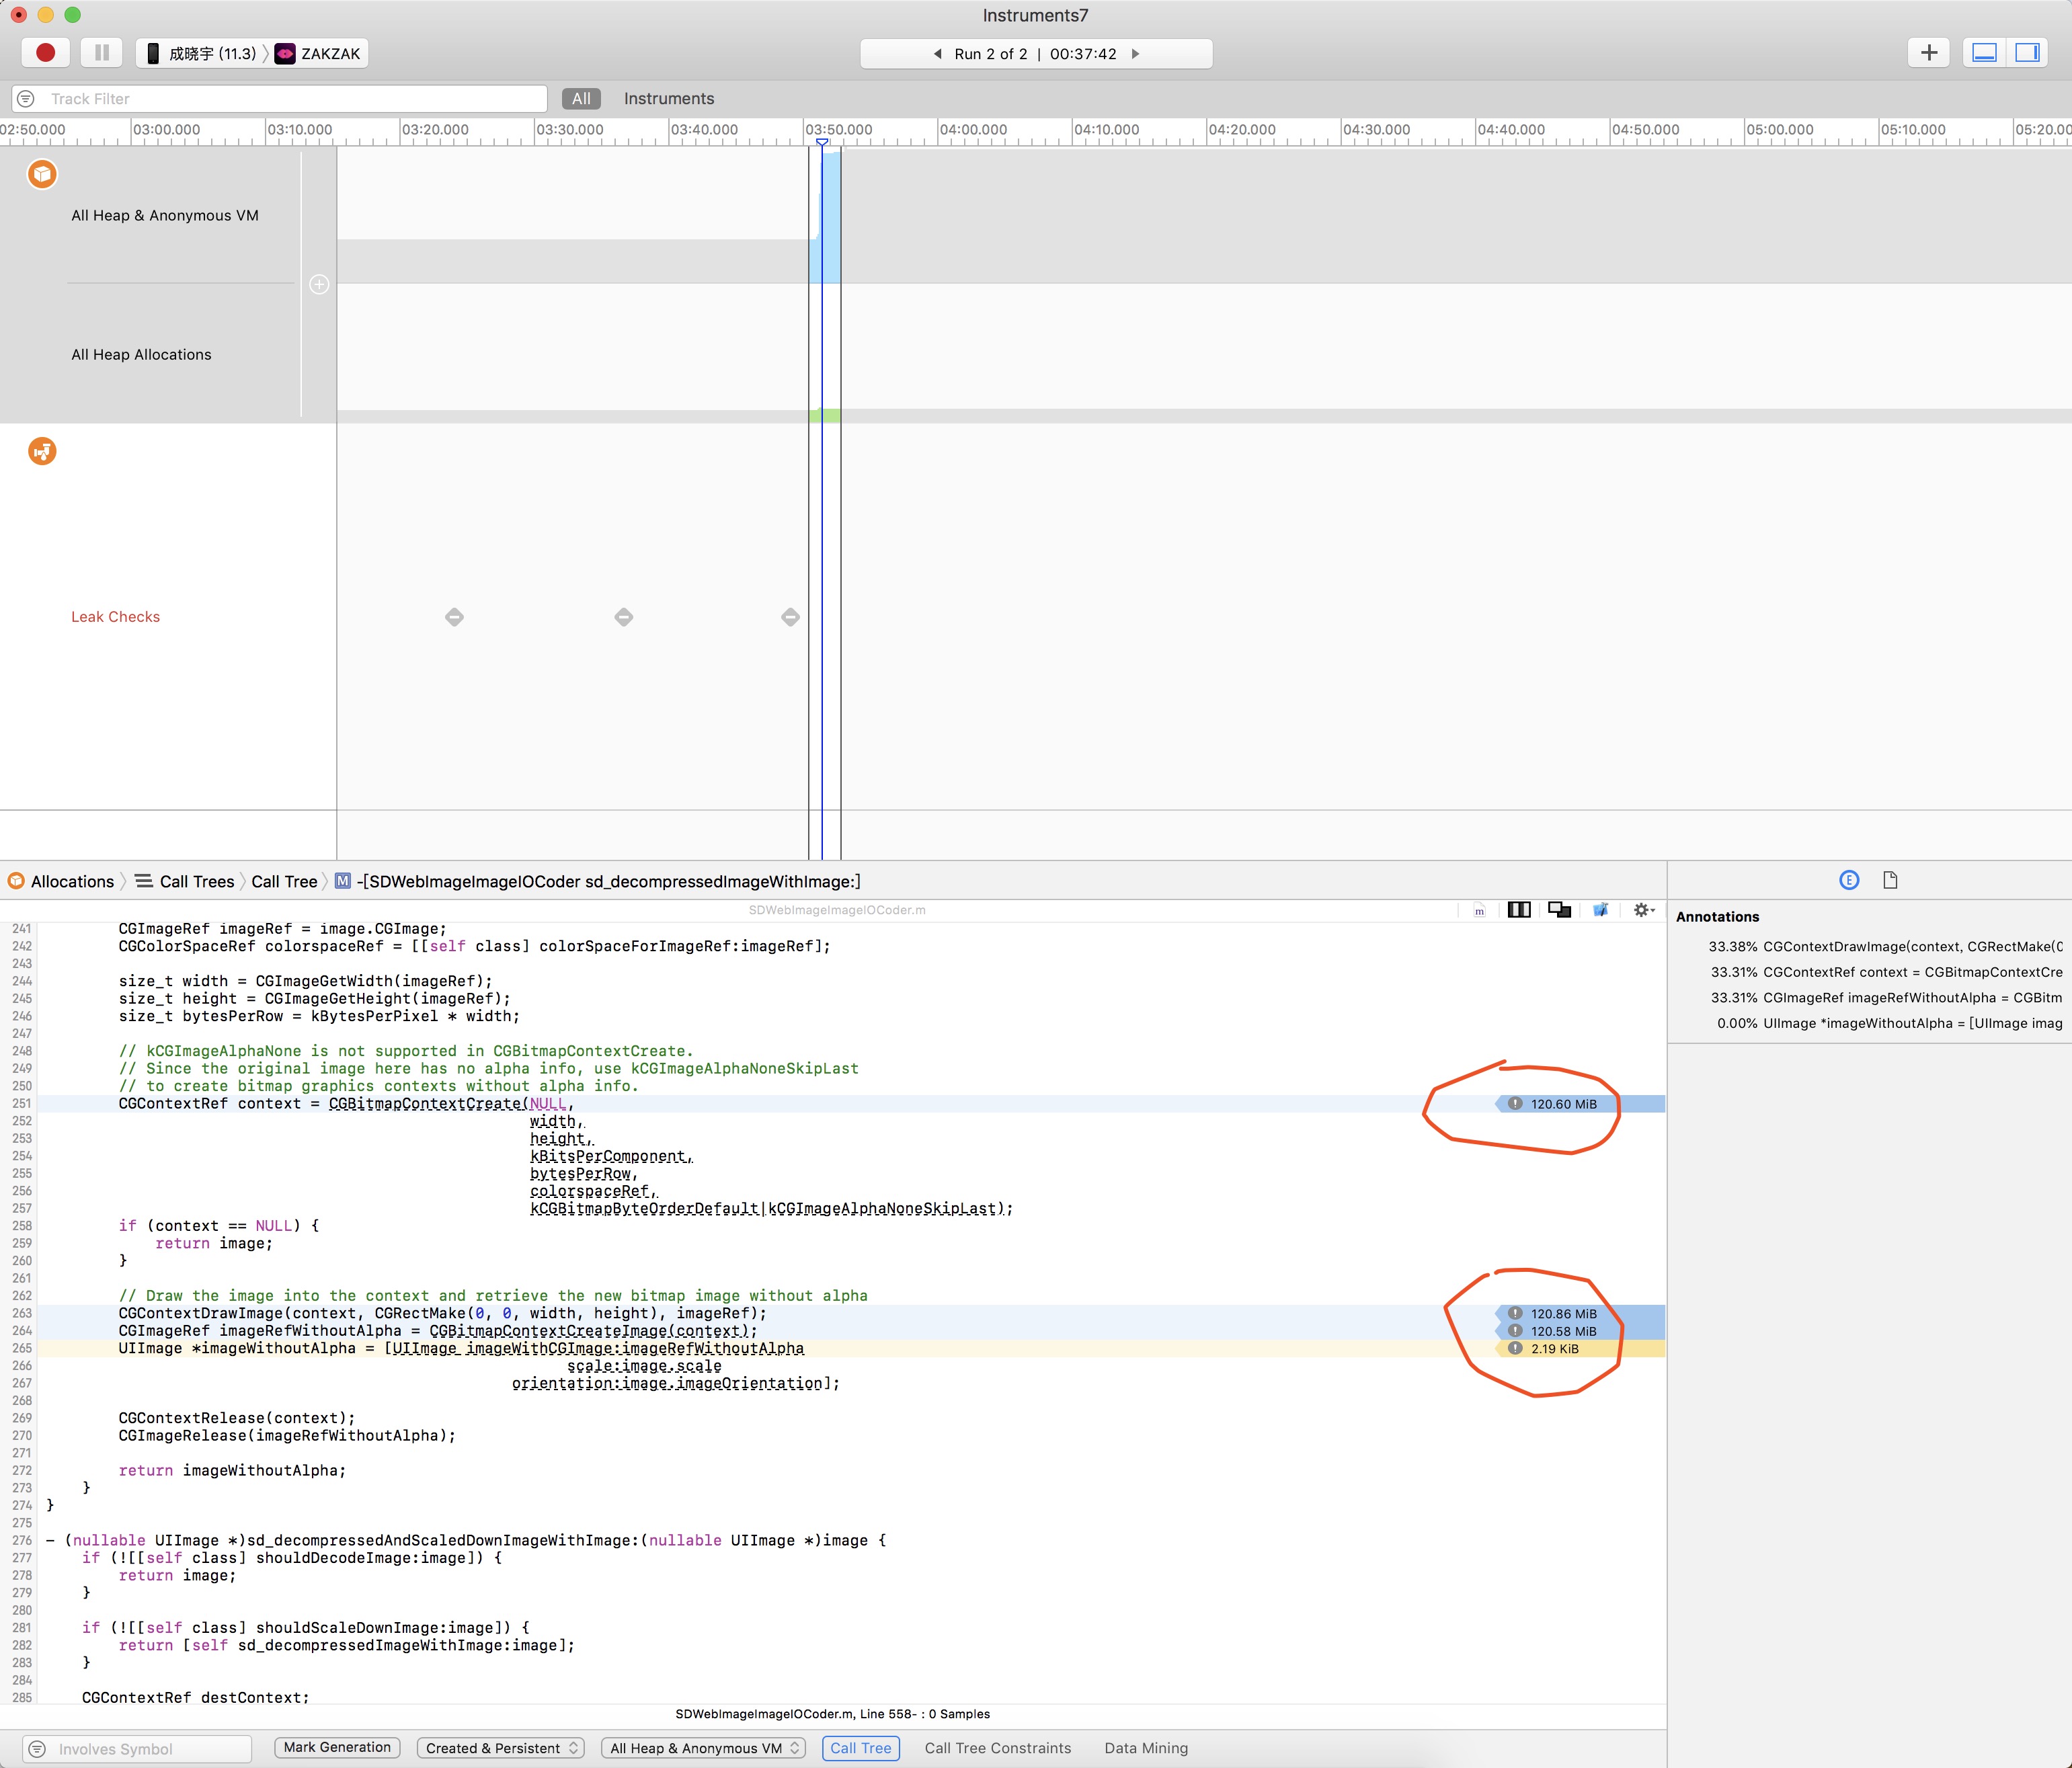 Instruments7
成晓宇 (11.3) ZAKZAK
Run 2 of 2 | 00:37:42
Track Filter All Instruments
02:50.000 03:00.000 03:10.000 03:20.000 03:30.000 03:40.000 03:50.000 04:00.000 04:10.000 04:20.000 04:30.000 04:40.000 04:50.000 05:00.000 05:10.000 05:20.00
All Heap & Anonymous VM
All Heap Allocations
Leak Checks
Allocations Call Trees Call Tree M -[SDWebImageImageIOCoder sd_decompressedImageWithImage:]
SDWebImageImageIOCoder.m
241 CGImageRef imageRef = image.CGImage;
242 CGColorSpaceRef colorspaceRef = [[self class] colorSpaceForImageRef:imageRef];
243
244 size_t width = CGImageGetWidth(imageRef);
245 size_t height = CGImageGetHeight(imageRef);
246 size_t bytesPerRow = kBytesPerPixel * width;
247
248 // kCGImageAlphaNone is not supported in CGBitmapContextCreate.
249 // Since the original image here has no alpha info, use kCGImageAlphaNoneSkipLast
250 // to create bitmap graphics contexts without alpha info.
251 CGContextRef context = CGBitmapContextCreate(NULL, 120.60 MiB
252 width,
253 height,
254 kBitsPerComponent,
255 bytesPerRow,
256 colorspaceRef,
257 kCGBitmapByteOrderDefault|kCGImageAlphaNoneSkipLast);
258 if (context == NULL) {
259 return image;
260 }
261
262 // Draw the image into the context and retrieve the new bitmap image without alpha
263 CGContextDrawImage(context, CGRectMake(0, 0, width, height), imageRef); 120.86 MiB
264 CGImageRef imageRefWithoutAlpha = CGBitmapContextCreateImage(context); 120.58 MiB
265 UIImage *imageWithoutAlpha = [UIImage imageWithCGImage:imageRefWithoutAlpha 2.19 KiB
266 scale:image.scale
267 orientation:image.imageOrientation];
268
269 CGContextRelease(context);
270 CGImageRelease(imageRefWithoutAlpha);
271
272 return imageWithoutAlpha;
273 }
274 }
275
276 - (nullable UIImage *)sd_decompressedAndScaledDownImageWithImage:(nullable UIImage *)image {
277 if (![[self class] shouldDecodeImage:image]) {
278 return image;
279 }
280
281 if (![[self class] shouldScaleDownImage:image]) {
282 return [self sd_decompressedImageWithImage:image];
283 }
284
285 CGContextRef destContext;
SDWebImageImageIOCoder.m, Line 558- : 0 Samples
Annotations
33.38% CGContextDrawImage(context, CGRectMake(0
33.31% CGContextRef context = CGBitmapContextCre
33.31% CGImageRef imageRefWithoutAlpha = CGBitm
0.00% UIImage *imageWithoutAlpha = [UIImage imag
Involves Symbol Mark Generation Created & Persistent All Heap & Anonymous VM Call Tree Call Tree Constraints Data Mining